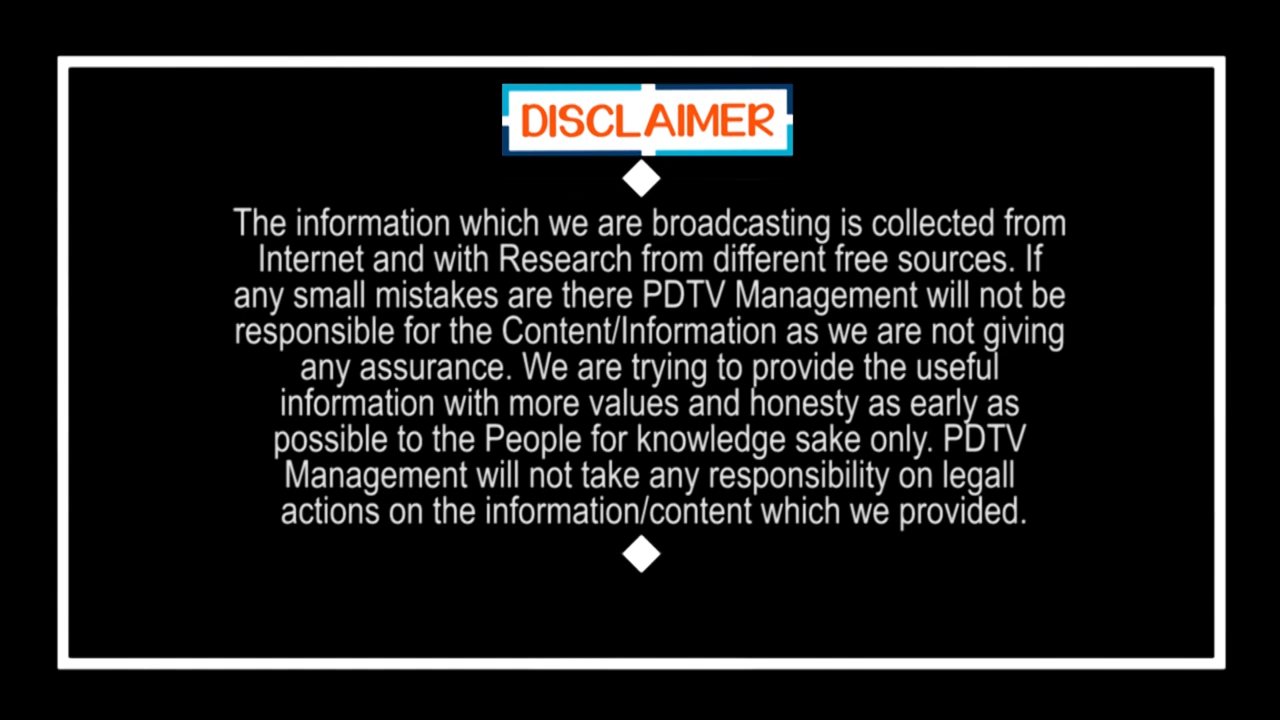 DISCLAIMER
The information which we are broadcasting is collected from
Internet and with Research from different free sources. If
any small mistakes are there PDTV Management will not be
responsible for the Content/Information as we are not giving
any assurance. We are trying to provide the useful
information with more values and honesty as early as
possible to the People for knowledge sake only. PDTV
Management will not take any responsibility on legall
actions on the information/content which we provided.